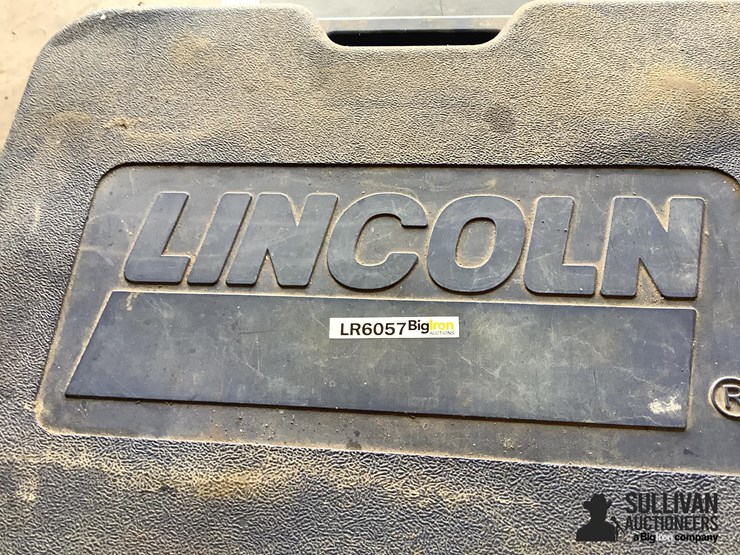 LINCOLN
LR6057 BigIron
AUCTIONS
®
SULLIVAN
AUCTIONEERS
a BigIron company